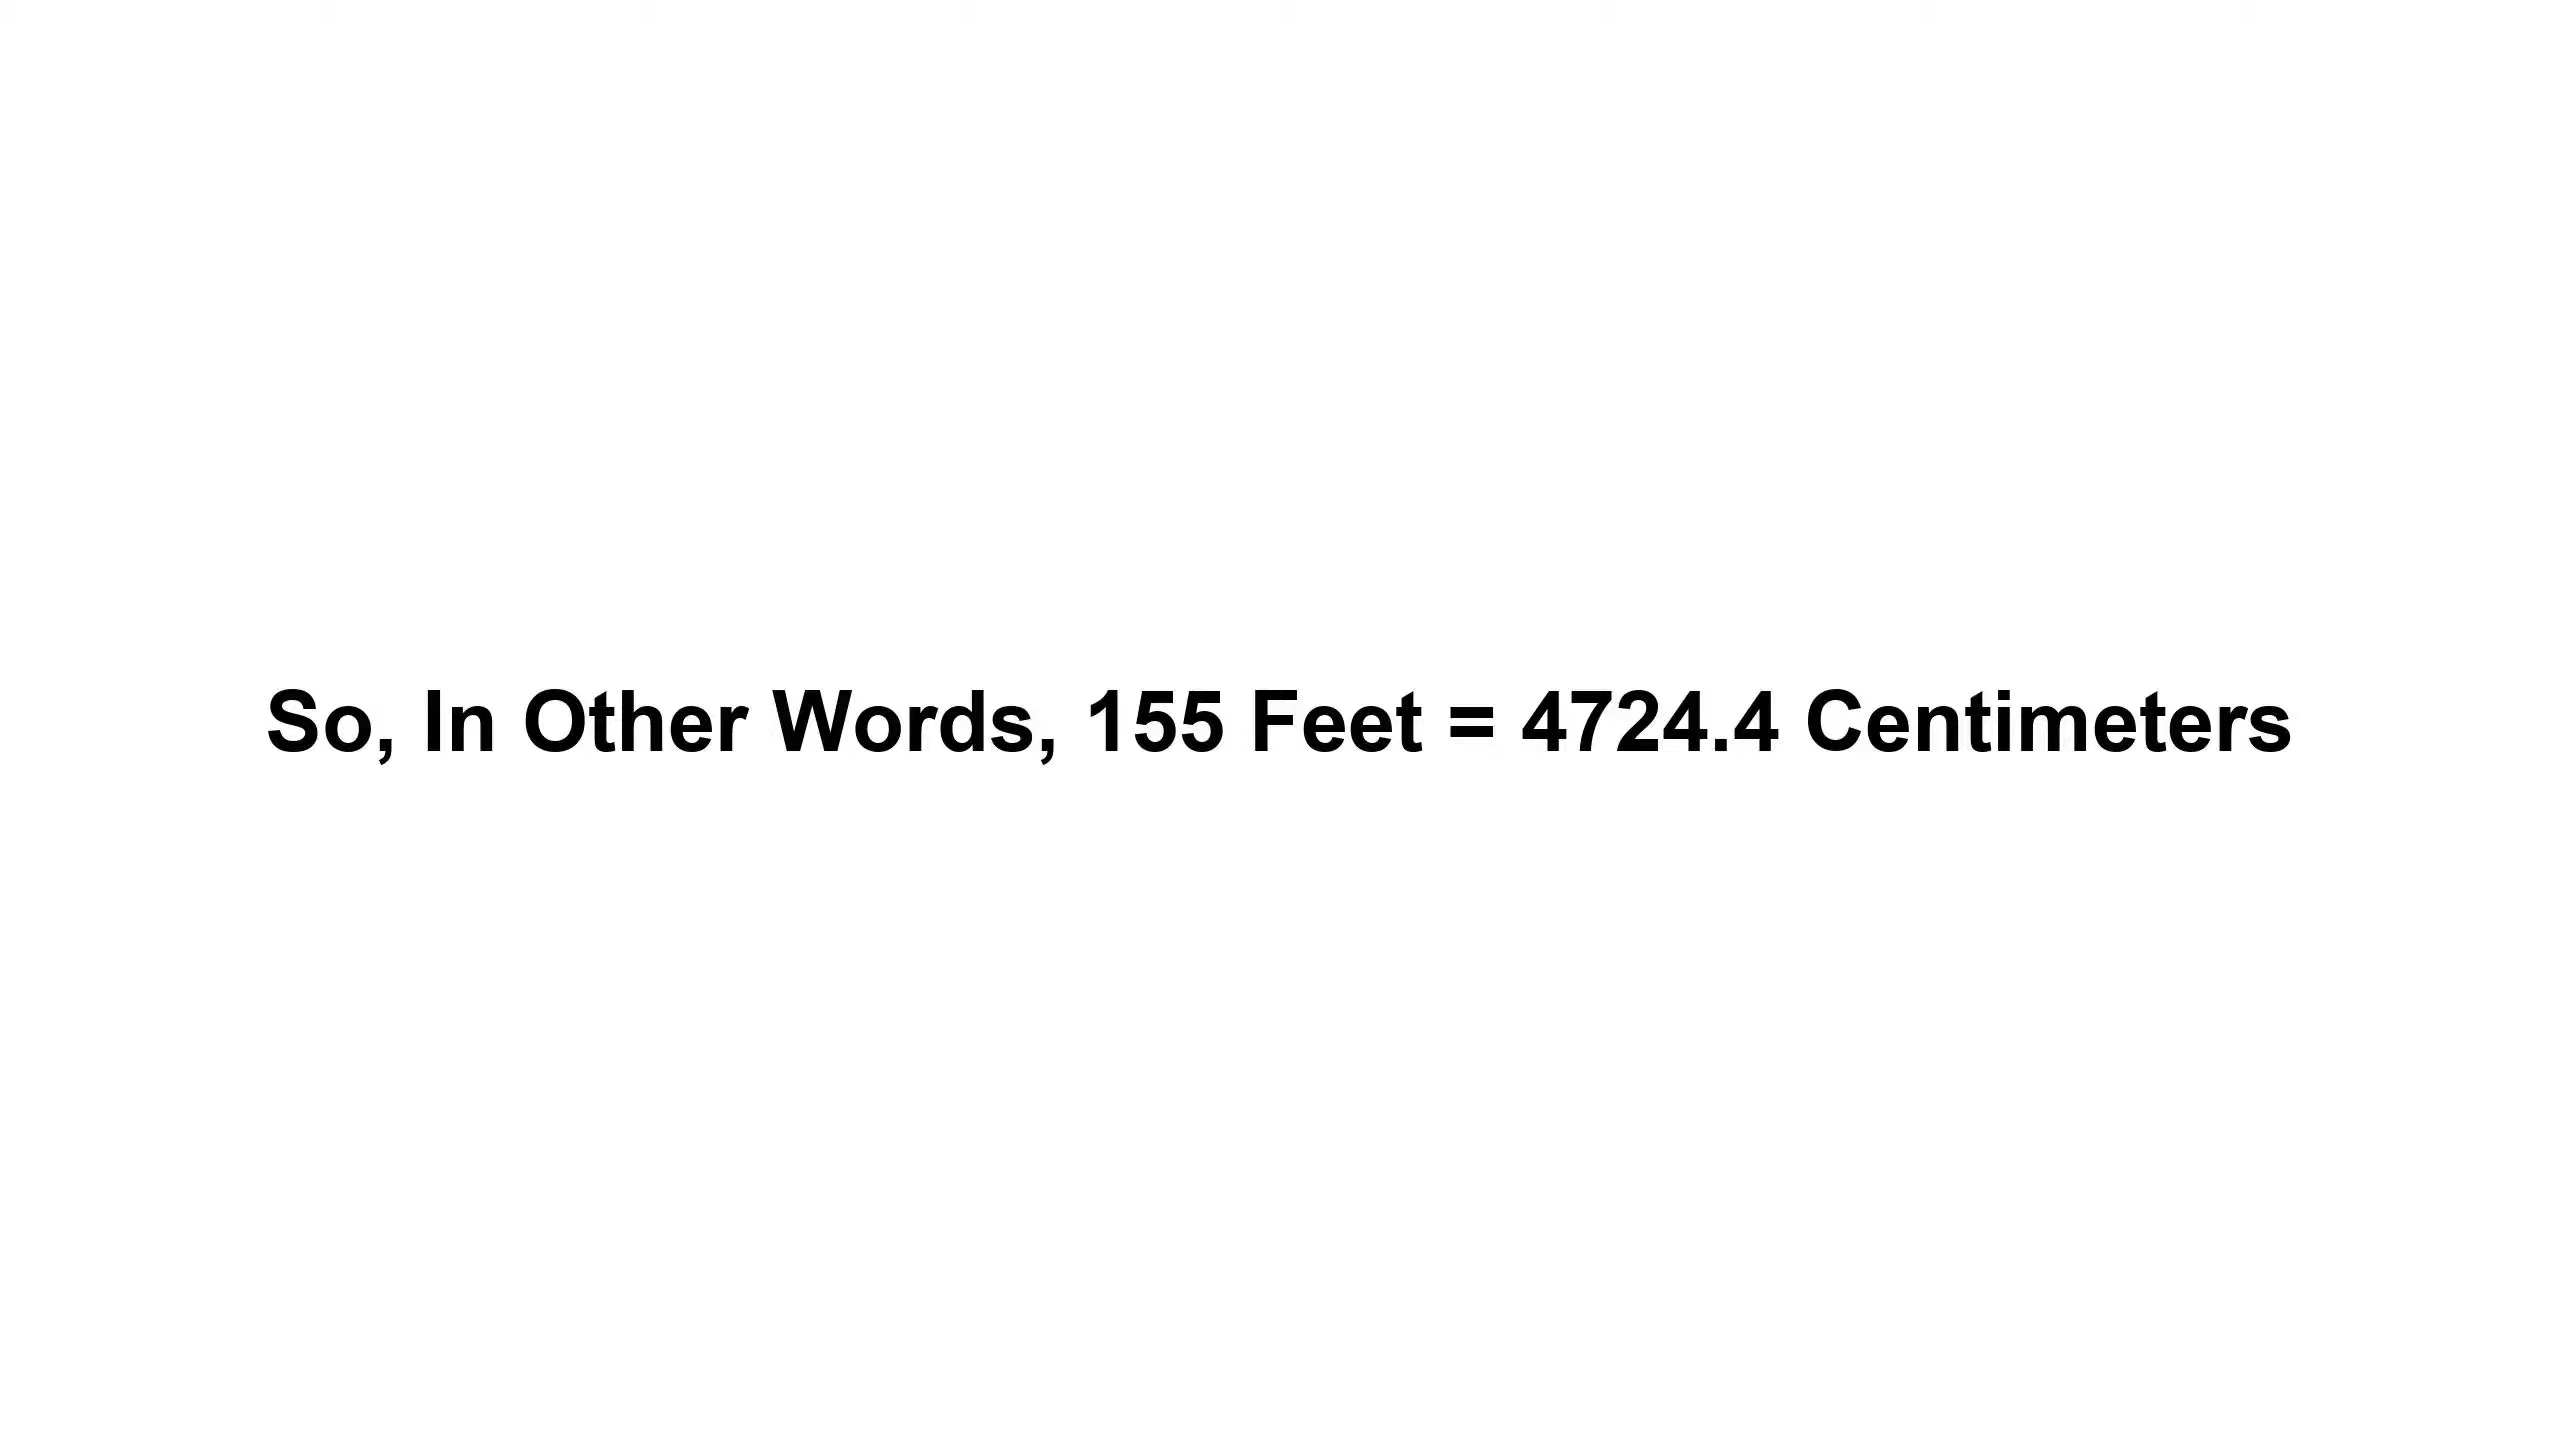 So, In Other Words, 155 Feet = 4724.4 Centimeters